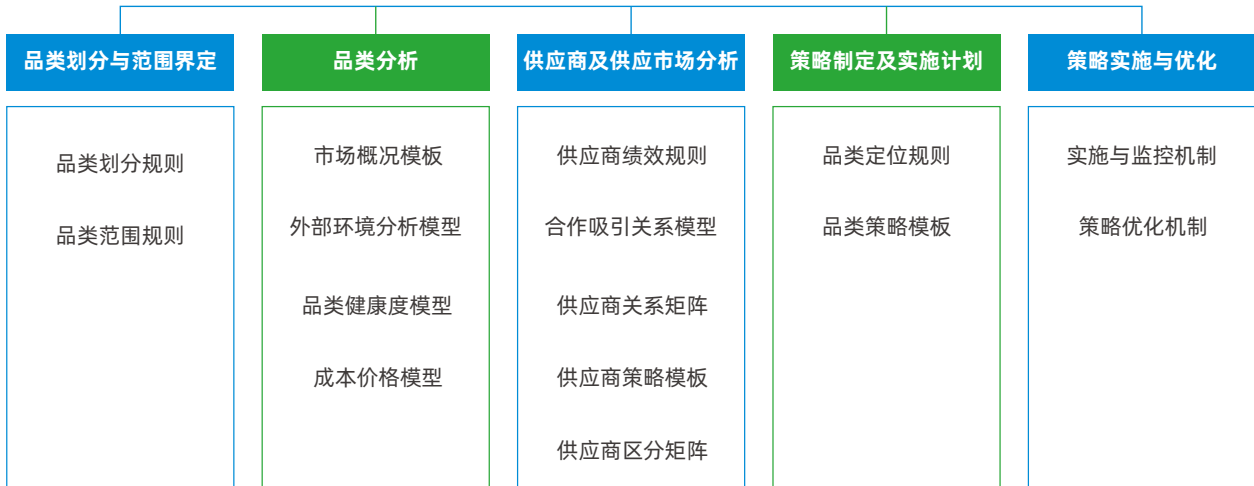 品类划分与范围界定
品类划分规则
品类范围规则
品类分析
市场概况模板
外部环境分析模型
品类健康度模型
成本价格模型
供应商及供应市场分析
供应商绩效规则
合作吸引关系模型
供应商关系矩阵
供应商策略模板
供应商区分矩阵
策略制定及实施计划
品类定位规则
品类策略模板
策略实施与优化
实施与监控机制
策略优化机制